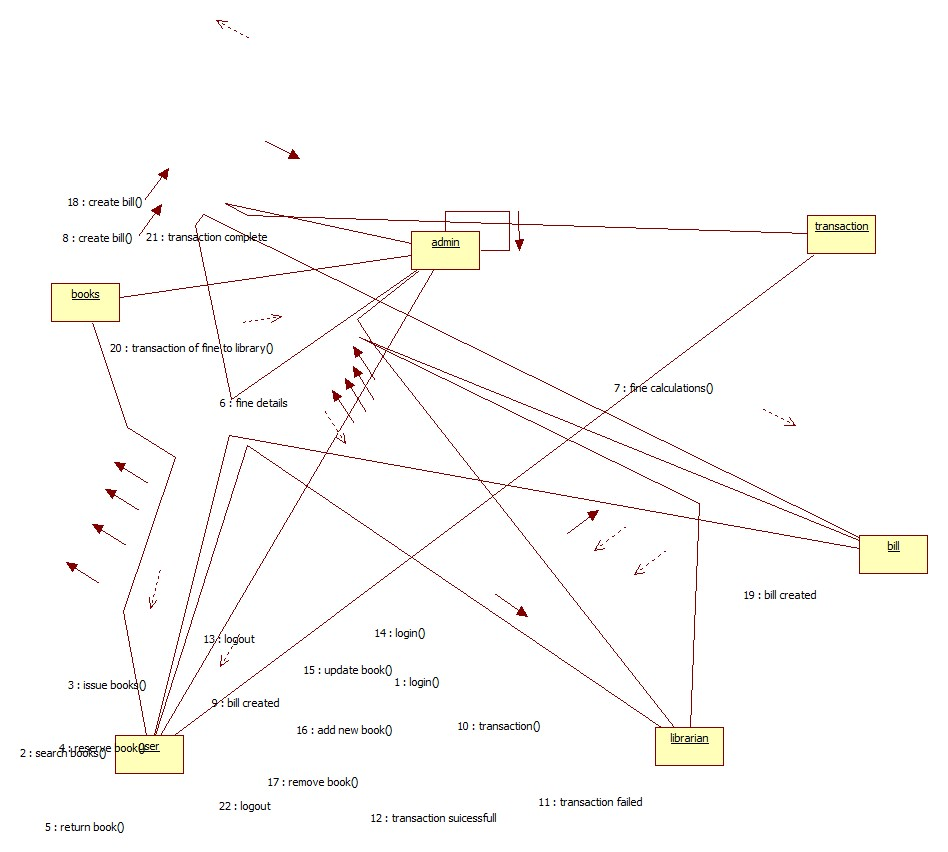 18 : create bill()
8 : create bill()
21 : transaction complete
admin
transaction
books
20 : transaction of fine to library()
6 : fine details
7 : fine calculations()
bill
19 : bill created
13 : logout
14 : login()
15 : update book()
1 : login()
3 : issue books()
9 : bill created
16 : add new book()
10 : transaction()
librarian
4 : reserve book()
user
2 : search books()
17 : remove book()
22 : logout
11 : transaction failed
12 : transaction suicessfull
5 : return book()